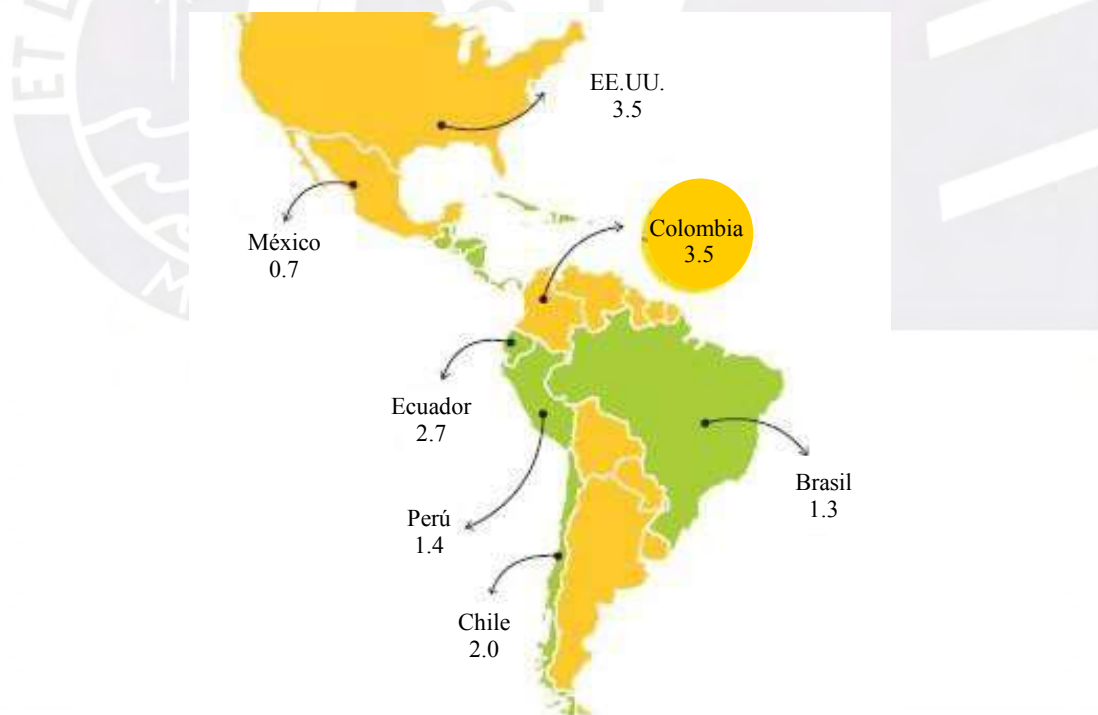 ET L
M
EE.UU.
3.5
México
0.7
Colombia
3.5
Ecuador
2.7
Brasil
1.3
Perú
1.4
Chile
2.0